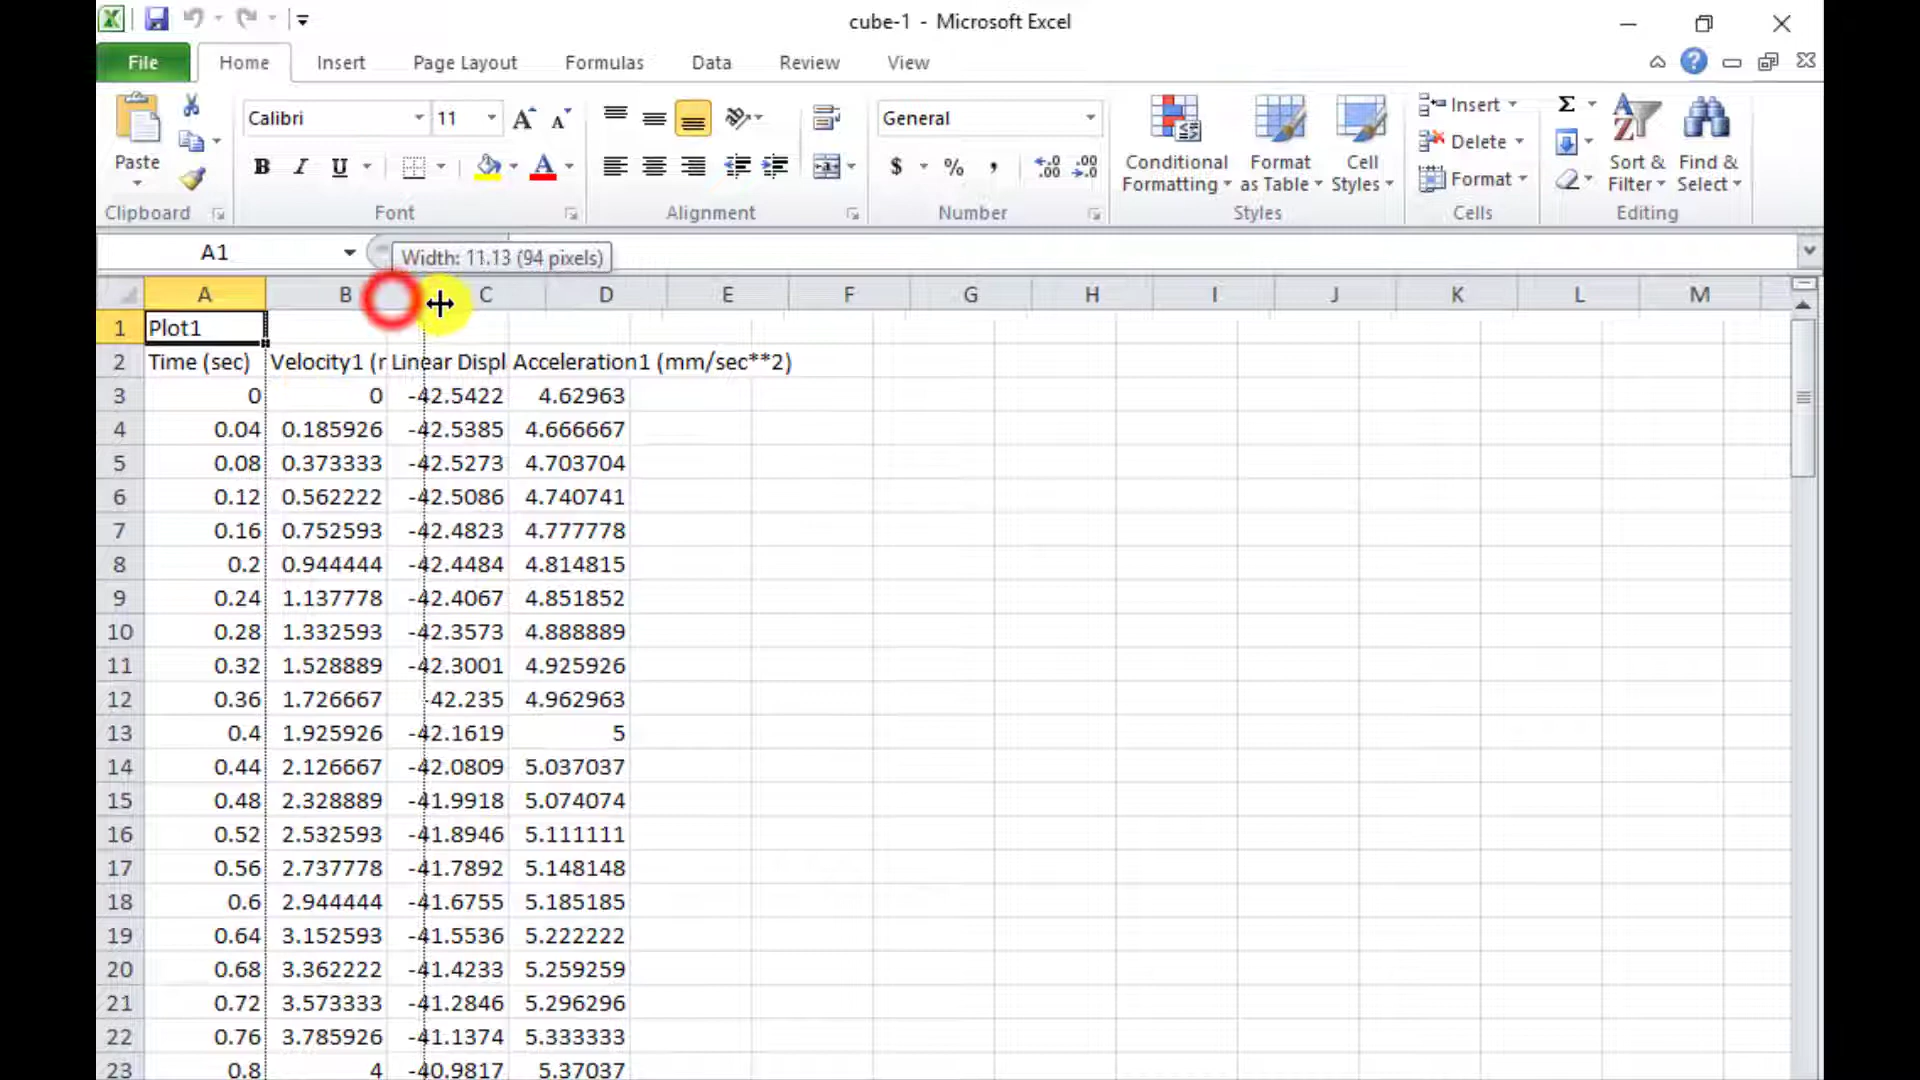 cube-1 - Microsoft Excel
File Home Insert Page Layout Formulas Data Review View
Calibri 11 General Insert
Paste Conditional Formatting Format as Table Cell Styles Delete Sort & Filter Find & Select
B I U A $ % , Format
Clipboard Font Alignment Number Styles Cells Editing
A1
Width: 11.13 (94 pixels)
A B C D E F G H I J K L M
1 Plot1
2 Time (sec) Velocity1 (r Linear Displ Acceleration1 (mm/sec**2)
3 0 0 -42.5422 4.62963
4 0.04 0.185926 -42.5385 4.666667
5 0.08 0.373333 -42.5273 4.703704
6 0.12 0.562222 -42.5086 4.740741
7 0.16 0.752593 -42.4823 4.777778
8 0.2 0.944444 -42.4484 4.814815
9 0.24 1.137778 -42.4067 4.851852
10 0.28 1.332593 -42.3573 4.888889
11 0.32 1.528889 -42.3001 4.925926
12 0.36 1.726667 -42.235 4.962963
13 0.4 1.925926 -42.1619 5
14 0.44 2.126667 -42.0809 5.037037
15 0.48 2.328889 -41.9918 5.074074
16 0.52 2.532593 -41.8946 5.111111
17 0.56 2.737778 -41.7892 5.148148
18 0.6 2.944444 -41.6755 5.185185
19 0.64 3.152593 -41.5536 5.222222
20 0.68 3.362222 -41.4233 5.259259
21 0.72 3.573333 -41.2846 5.296296
22 0.76 3.785926 -41.1374 5.333333
23 0.8 4 -40.9817 5.37037